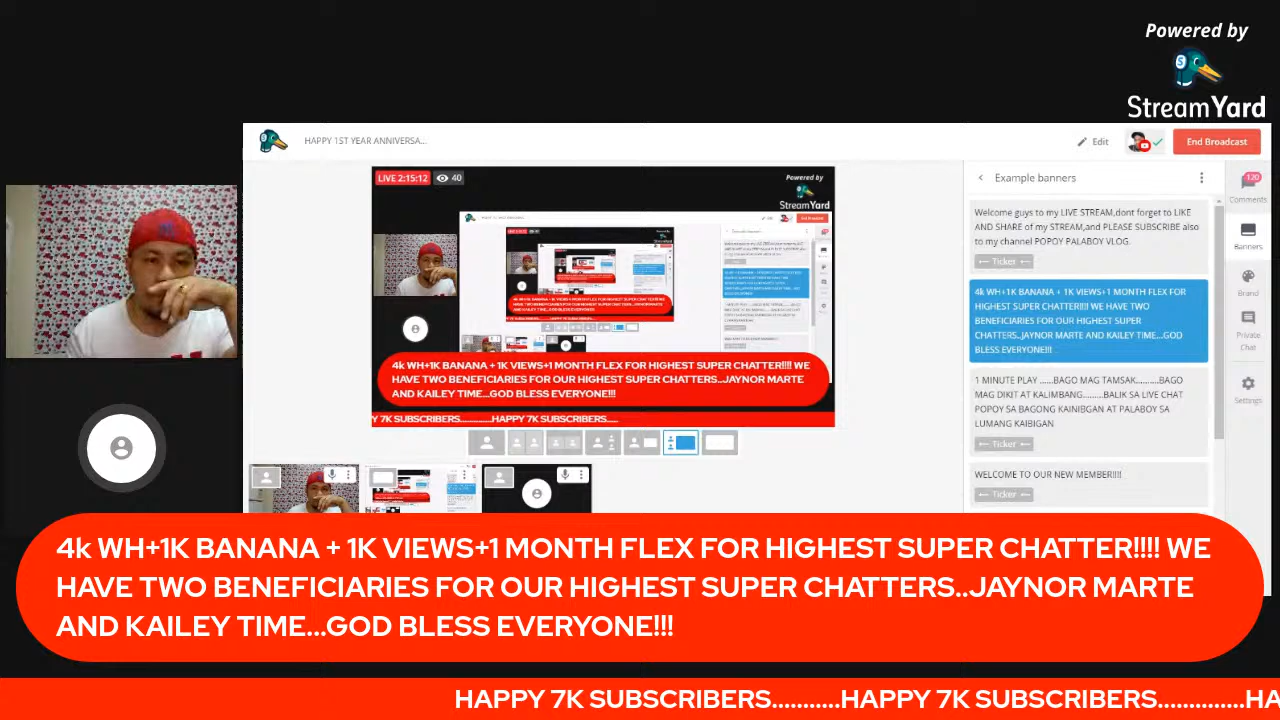 Powered by
StreamYard
HAPPY 1ST YEAR ANNIVERSA...
Edit
End Broadcast
LIVE 2:15:12
40
Powered by
StreamYard
4k WH+1K BANANA + 1K VIEWS+1 MONTH FLEX FOR HIGHEST SUPER CHATTER!!!! WE
HAVE TWO BENEFICIARIES FOR OUR HIGHEST SUPER CHATTERS..JAYNOR MARTE
AND KAILEY TIME...GOD BLESS EVERYONE!!!
Y 7K SUBSCRIBERS...........HAPPY 7K SUBSCRIBERS......
Example banners
Welcome guys to my LIVE STREAM,dont forget to LIKE
AND SHARE of my STREAM,and PLEASE SUBSCRIBE also
to my channel POPOY PALABOY VLOG.
Ticker
4k WH+1K BANANA + 1K VIEWS+1 MONTH FLEX FOR
HIGHEST SUPER CHATTER!!!! WE HAVE TWO
BENEFICIARIES FOR OUR HIGHEST SUPER
CHATTERS..JAYNOR MARTE AND KAILEY TIME...GOD
BLESS EVERYONE!!!
1 MINUTE PLAY ......BAGO MAG TAMSAK..........BAGO
MAG DIKIT AT KALIMBANG.........BALIK SA LIVE CHAT
POPOY SA BAGONG KAINIBGAN AT PALABOY SA
LUMANG KAIBIGAN
Ticker
WELCOME TO OUR NEW MEMBER!!!!
Ticker
120
Comments
Banners
Brand
Private
Chat
Settings
4k WH+1K BANANA + 1K VIEWS+1 MONTH FLEX FOR HIGHEST SUPER CHATTER!!!! WE
HAVE TWO BENEFICIARIES FOR OUR HIGHEST SUPER CHATTERS..JAYNOR MARTE
AND KAILEY TIME...GOD BLESS EVERYONE!!!
HAPPY 7K SUBSCRIBERS...........HAPPY 7K SUBSCRIBERS..............HA